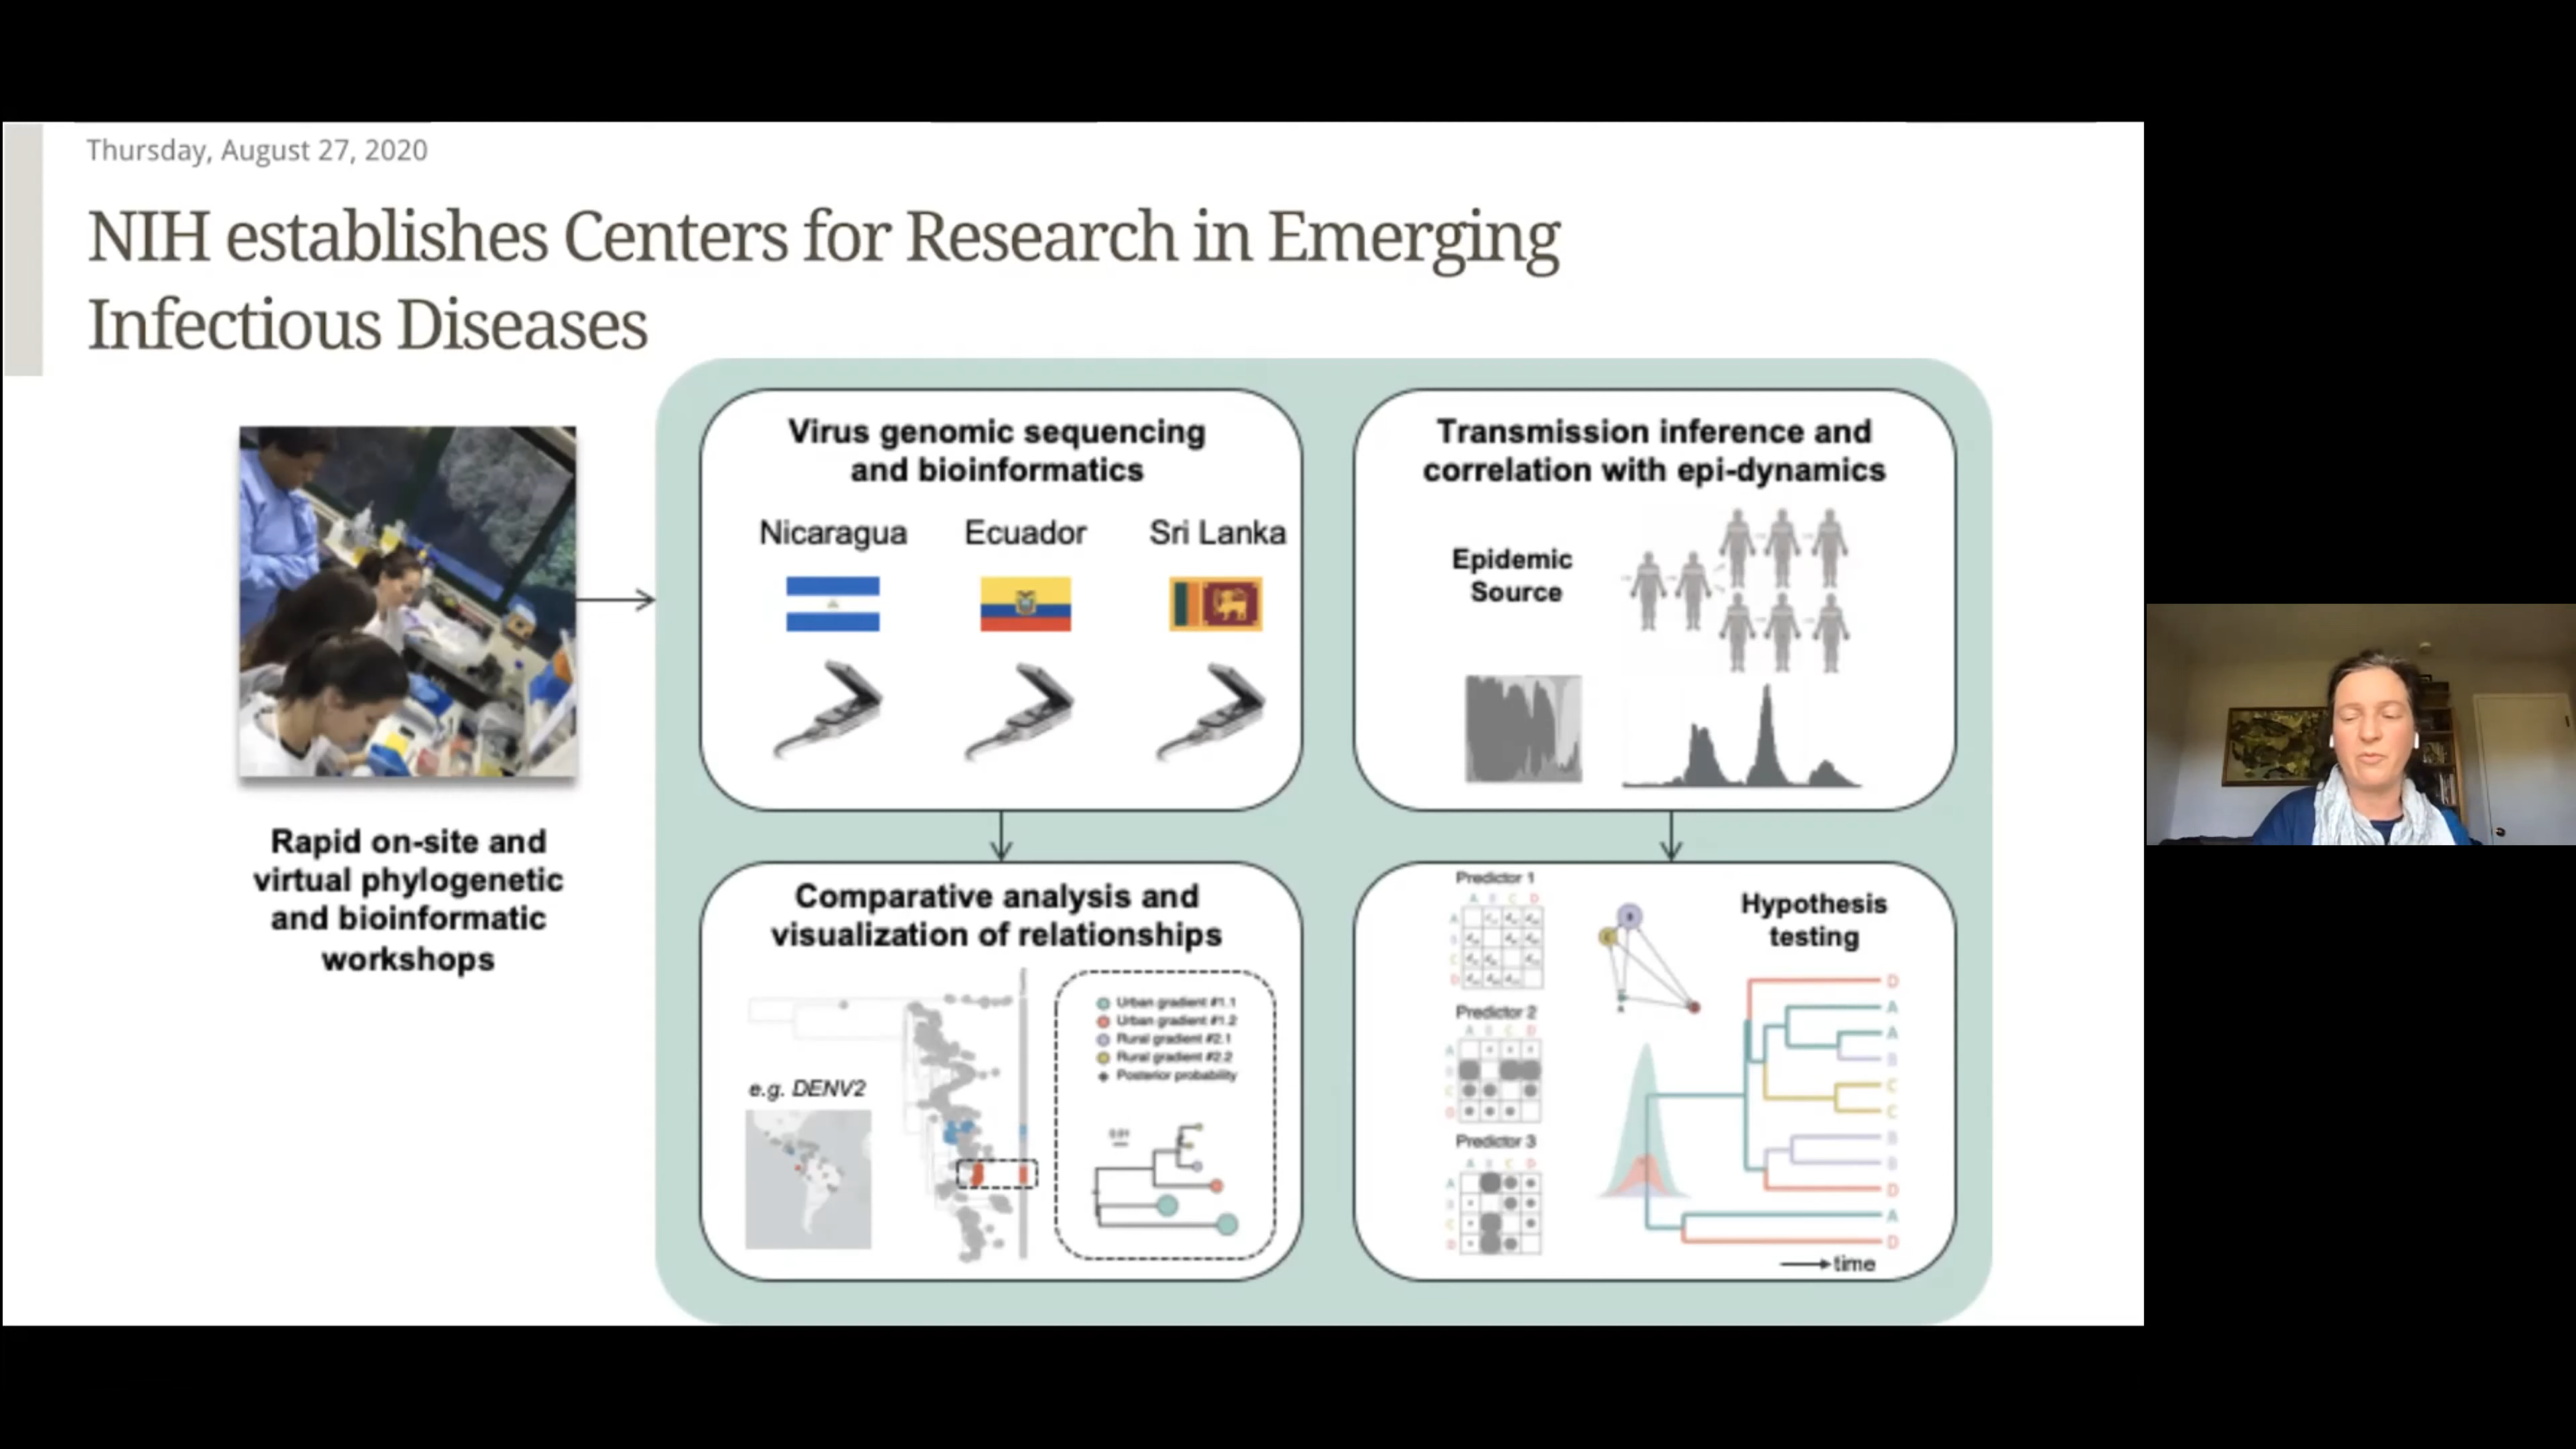 Thursday, August 27, 2020
NIH establishes Centers for Research in Emerging
Infectious Diseases
Rapid on-site and
virtual phylogenetic
and bioinformatic
workshops
Virus genomic sequencing
and bioinformatics
Nicaragua Ecuador Sri Lanka
Transmission inference and
correlation with epi-dynamics
Epidemic
Source
Comparative analysis and
visualization of relationships
e.g. DENV2
Urban gradient #1.1
Urban gradient #1.2
Rural gradient #2.1
Rural gradient #2.2
Posterior probability
0.01
Predictor 1
A B C D
A
B
C
D
Predictor 2
A B C D
A
B
C
D
Predictor 3
A B C D
A
B
C
D
Hypothesis
testing
D
A
A
B
C
C
B
B
D
A
D
time